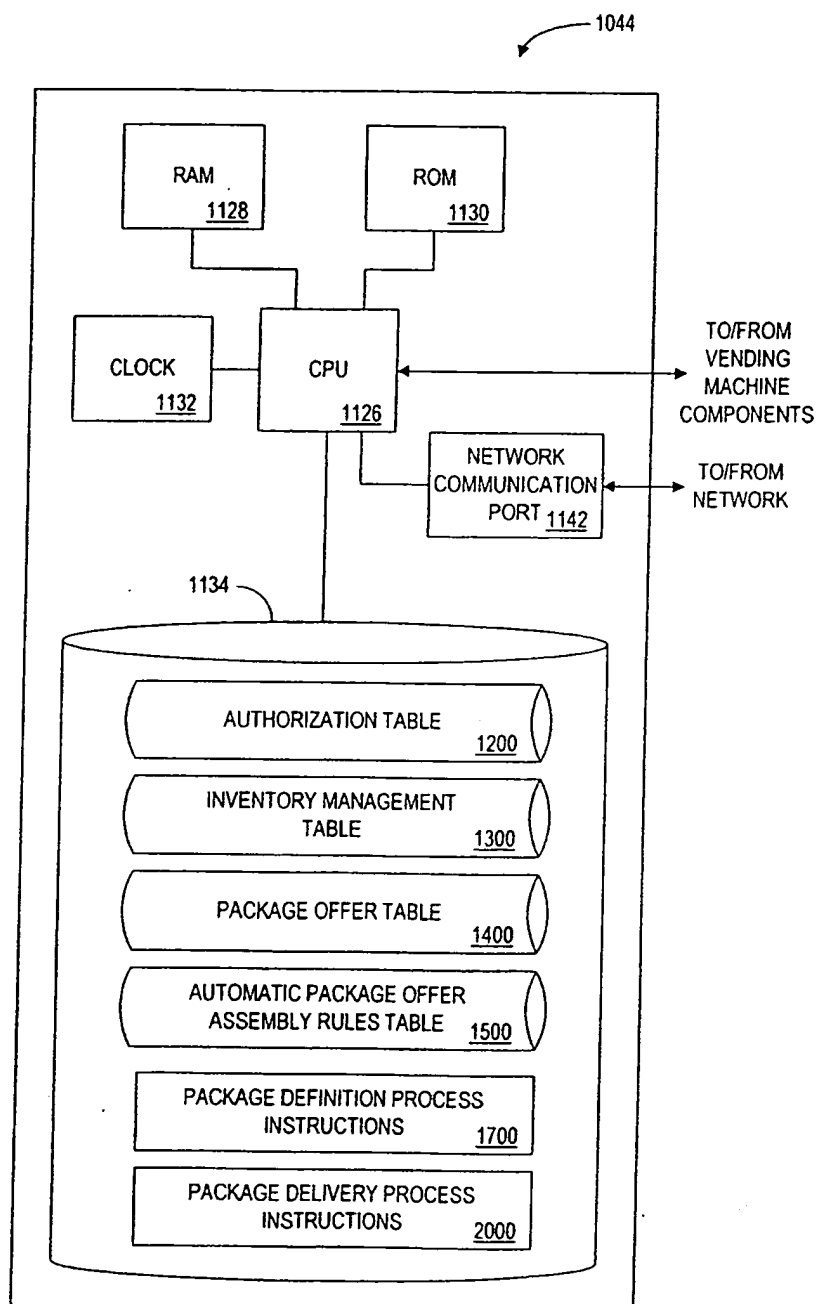 1044
RAM
1128
ROM
1130
CLOCK
1132
CPU
1126
TO/FROM
VENDING
MACHINE
COMPONENTS
NETWORK
COMMUNICATION
PORT 1142
TO/FROM
NETWORK
1134
AUTHORIZATION TABLE
1200
INVENTORY MANAGEMENT
TABLE
1300
PACKAGE OFFER TABLE
1400
AUTOMATIC PACKAGE OFFER
ASSEMBLY RULES TABLE
1500
PACKAGE DEFINITION PROCESS
INSTRUCTIONS
1700
PACKAGE DELIVERY PROCESS
INSTRUCTIONS
2000